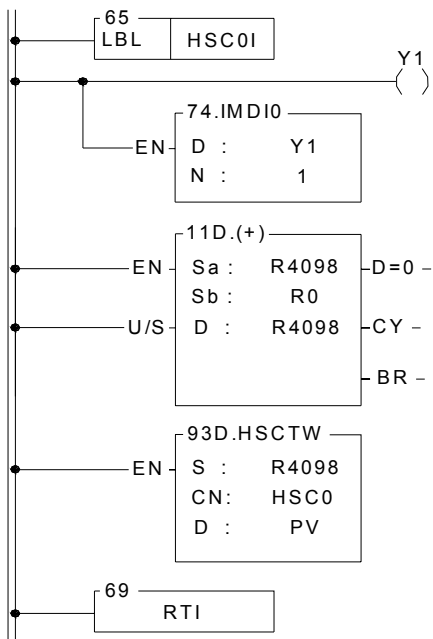 65
LBL HSC0I
Y1
74.IMDI0
EN D : Y1
N : 1
11D.(+)
EN Sa : R4098 D=0
Sb : R0
U/S D : R4098 CY
BR
93D.HSCTW
EN S : R4098
CN: HSC0
D : PV
69
RTI